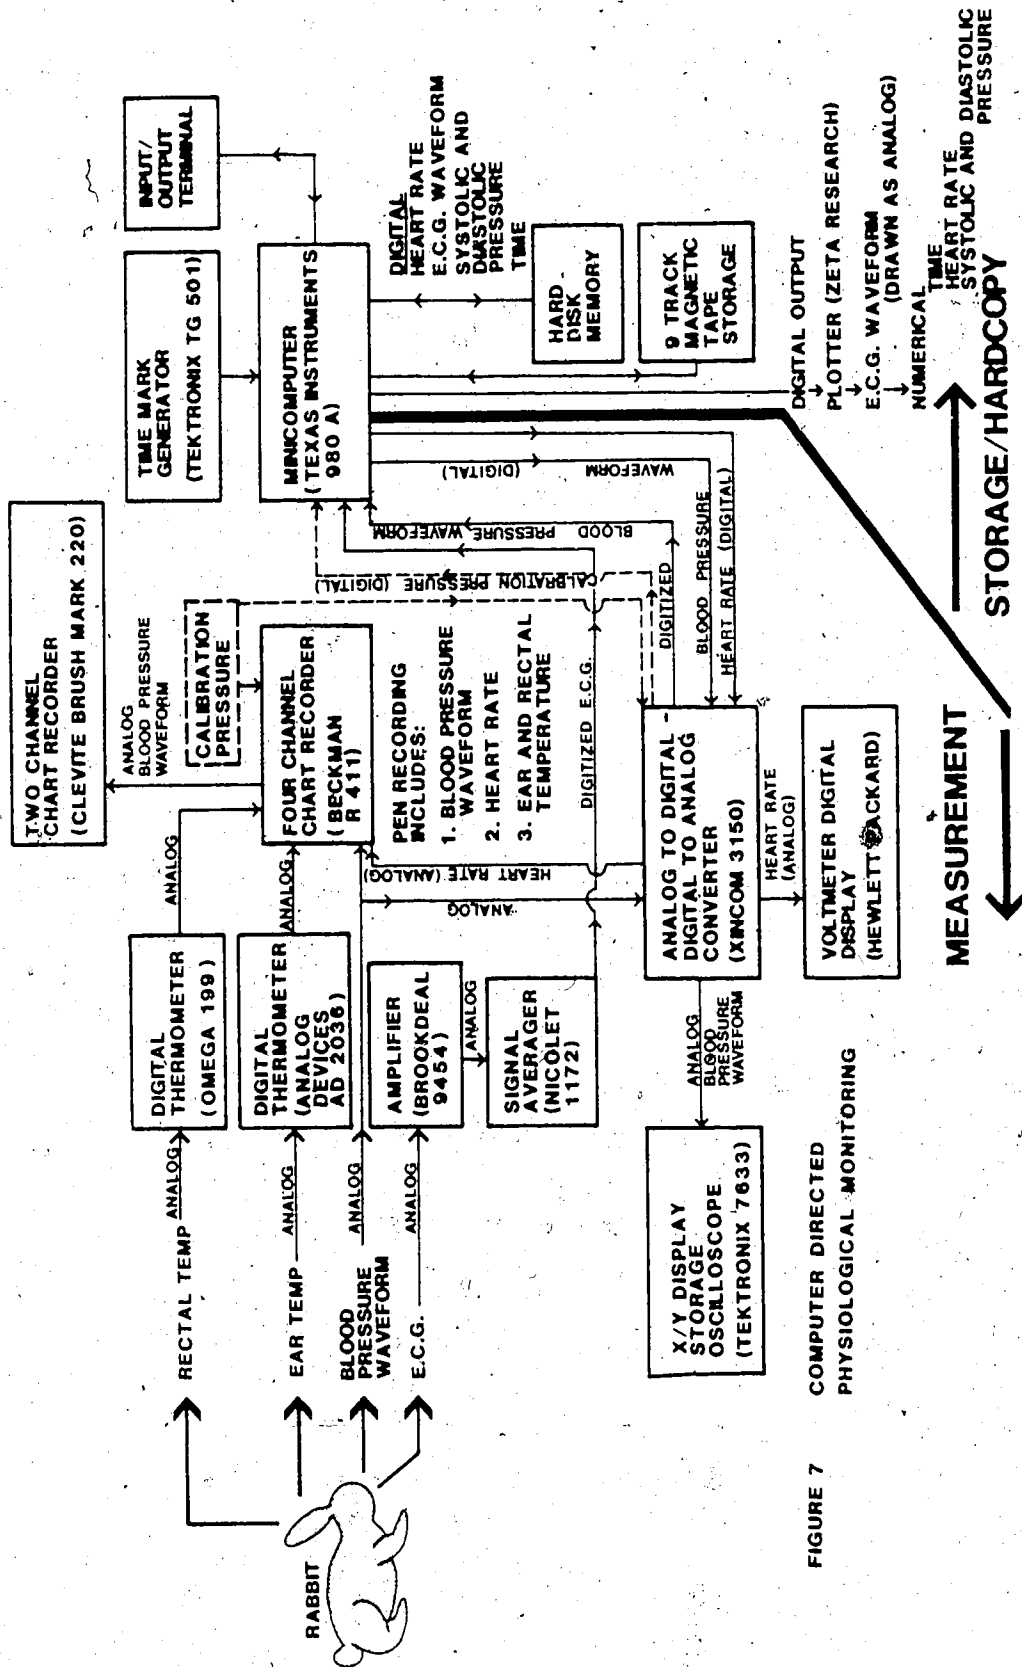 TWO CHANNEL
CHART RECORDER
(CLEVITE BRUSH MARK 220)
TIME MARK
GENERATOR
(TEKTRONIX TG 501)
INPUT/
OUTPUT
TERMINAL
ANALOG
BLOOD PRESSURE
WAVEFORM
CALIBRATION
PRESSURE
RECTAL TEMP
ANALOG
DIGITAL
THERMOMETER
(OMEGA 199)
ANALOG
FOUR CHANNEL
CHART RECORDER
(BECKMAN
R 411)
MINICOMPUTER
(TEXAS INSTRUMENTS
980 A)
EAR TEMP
ANALOG
DIGITAL
THERMOMETER
(ANALOG
DEVICES
AD 2036)
ANALOG
RABBIT
BLOOD
PRESSURE
WAVEFORM
ANALOG
E.C.G.
ANALOG
AMPLIFIER
(BROOKDEAL
9454)
ANALOG
SIGNAL
AVERAGER
(NICOLET
1172)
PEN RECORDING
INCLUDES:
1. BLOOD PRESSURE
WAVEFORM
2. HEART RATE
3. EAR AND RECTAL
TEMPERATURE
HEART RATE (ANALOG)
ANALOG
DIGITIZED E.C.G.
CALBRATION PRESSURE (DIGITAL)
BLOOD PRESSURE WAVEFORM
DIGITIZED
WAVEFORM (DIGITAL)
BLOOD PRESSURE
HEART RATE (DIGITAL)
DIGITAL
HEART RATE
E.C.G. WAVEFORM
SYSTOLIC AND
DIASTOLIC
PRESSURE
TIME
HARD
DISK
MEMORY
9 TRACK
MAGNETIC
TAPE
STORAGE
ANALOG TO DIGITAL -
DIGITAL TO ANALOG
CONVERTER
(XINCOM 3150)
ANALOG
BLOOD
PRESSURE
WAVEFORM
X/Y DISPLAY
STORAGE
OSCILLOSCOPE
(TEKTRONIX 7633)
HEART RATE
(ANALOG)
VOLTMETER DIGITAL
DISPLAY
(HEWLETT PACKARD)
DIGITAL OUTPUT
PLOTTER (ZETA RESEARCH)
E.C.G. WAVEFORM
(DRAWN AS ANALOG)
NUMERICAL
TIME
HEART RATE
SYSTOLIC AND DIASTOLIC
PRESSURE
MEASUREMENT
STORAGE/HARDCOPY
FIGURE 7 COMPUTER DIRECTED
PHYSIOLOGICAL MONITORING